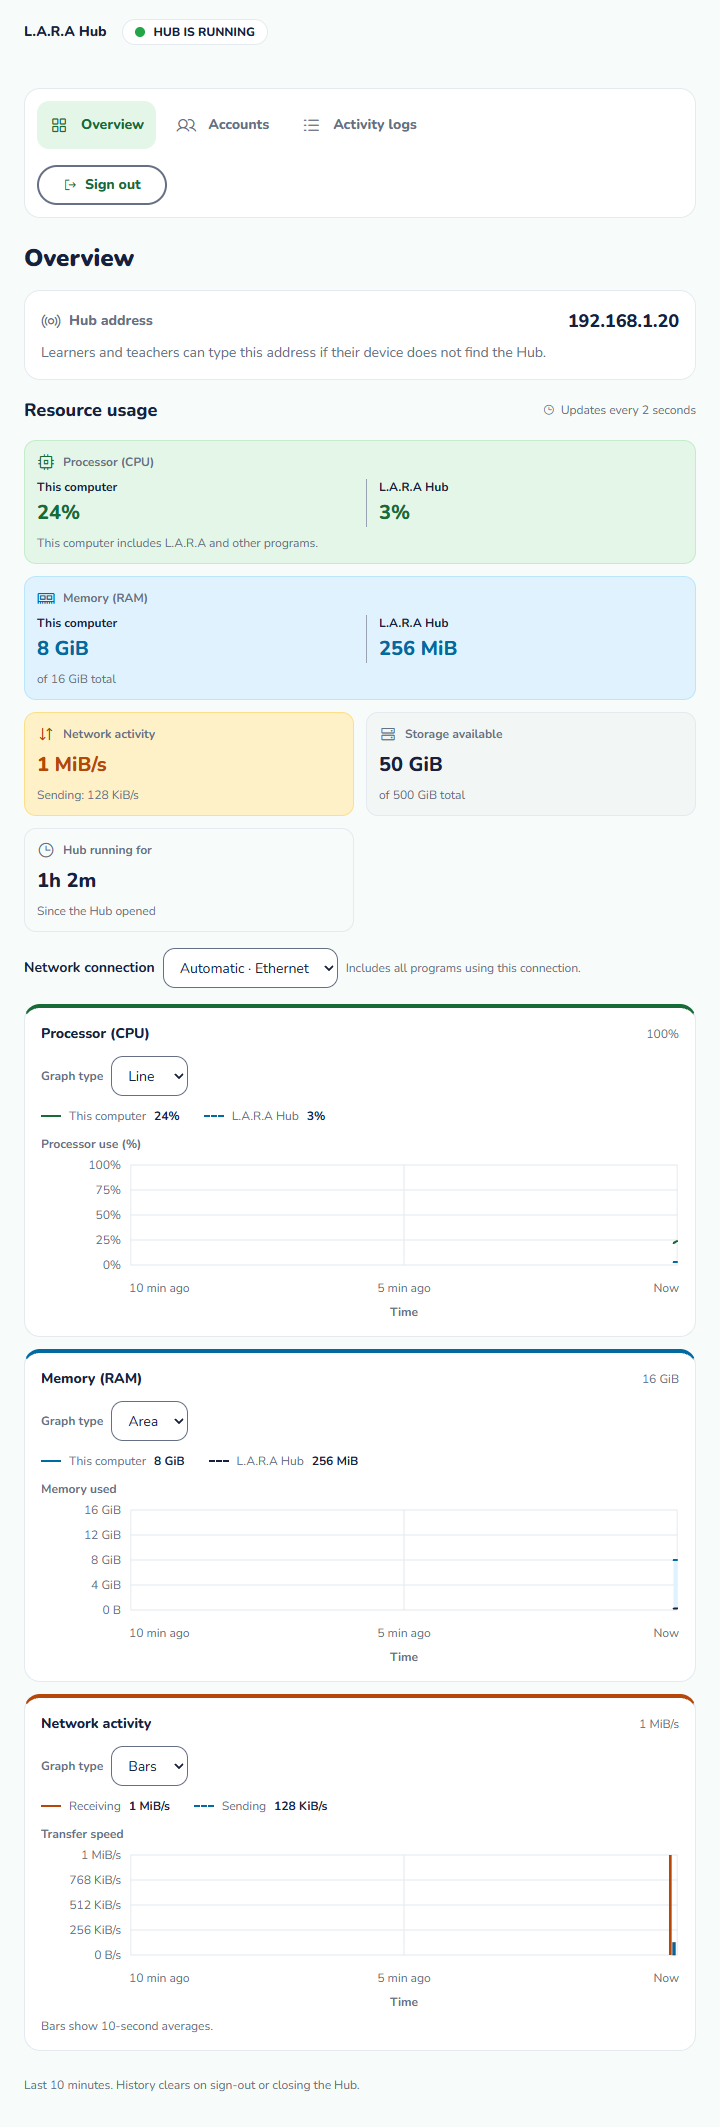 L.A.R.A Hub
HUB IS RUNNING
Overview
Accounts
Activity logs
Sign out
Overview
Hub address
192.168.1.20
Learners and teachers can type this address if their device does not find the Hub.
Resource usage
Updates every 2 seconds
Processor (CPU)
This computer
24%
L.A.R.A Hub
3%
This computer includes L.A.R.A and other programs.
Memory (RAM)
This computer
8 GiB
L.A.R.A Hub
256 MiB
of 16 GiB total
Network activity
1 MiB/s
Sending: 128 KiB/s
Storage available
50 GiB
of 500 GiB total
Hub running for
1h 2m
Since the Hub opened
Network connection
Automatic · Ethernet
Includes all programs using this connection.
Processor (CPU)
100%
Graph type
Line
This computer 24%
L.A.R.A Hub 3%
Processor use (%)
100%
75%
50%
25%
0%
10 min ago
5 min ago
Now
Time
Memory (RAM)
16 GiB
Graph type
Area
This computer 8 GiB
L.A.R.A Hub 256 MiB
Memory used
16 GiB
12 GiB
8 GiB
4 GiB
0 B
10 min ago
5 min ago
Now
Time
Network activity
1 MiB/s
Graph type
Bars
Receiving 1 MiB/s
Sending 128 KiB/s
Transfer speed
1 MiB/s
768 KiB/s
512 KiB/s
256 KiB/s
0 B/s
10 min ago
5 min ago
Now
Time
Bars show 10-second averages.
Last 10 minutes. History clears on sign-out or closing the Hub.